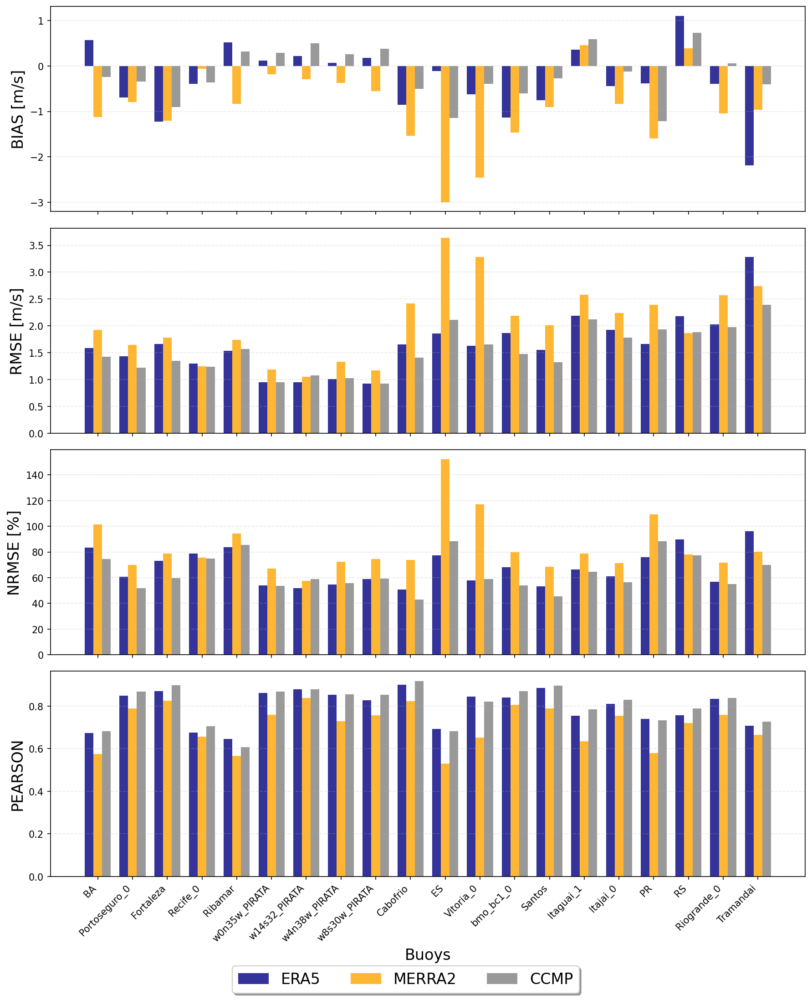 BIAS [m/s]
1
0
−1
−2
−3
RMSE [m/s]
3.5
3.0
2.5
2.0
1.5
1.0
0.5
0.0
NRMSE [%]
140
120
100
80
60
40
20
0
PEARSON
0.8
0.6
0.4
0.2
0.0
BA
Portoseguro_0
Fortaleza
Recife_0
Ribamar
w0n35w_PIRATA
w14s32_PIRATA
w4n38w_PIRATA
w8s30w_PIRATA
Cabofrio
ES
Vitoria_0
bmo_bc1_0
Santos
Itaguai_1
Itajai_0
PR
RS
Riogrande_0
Tramandai
Buoys
ERA5 MERRA2 CCMP